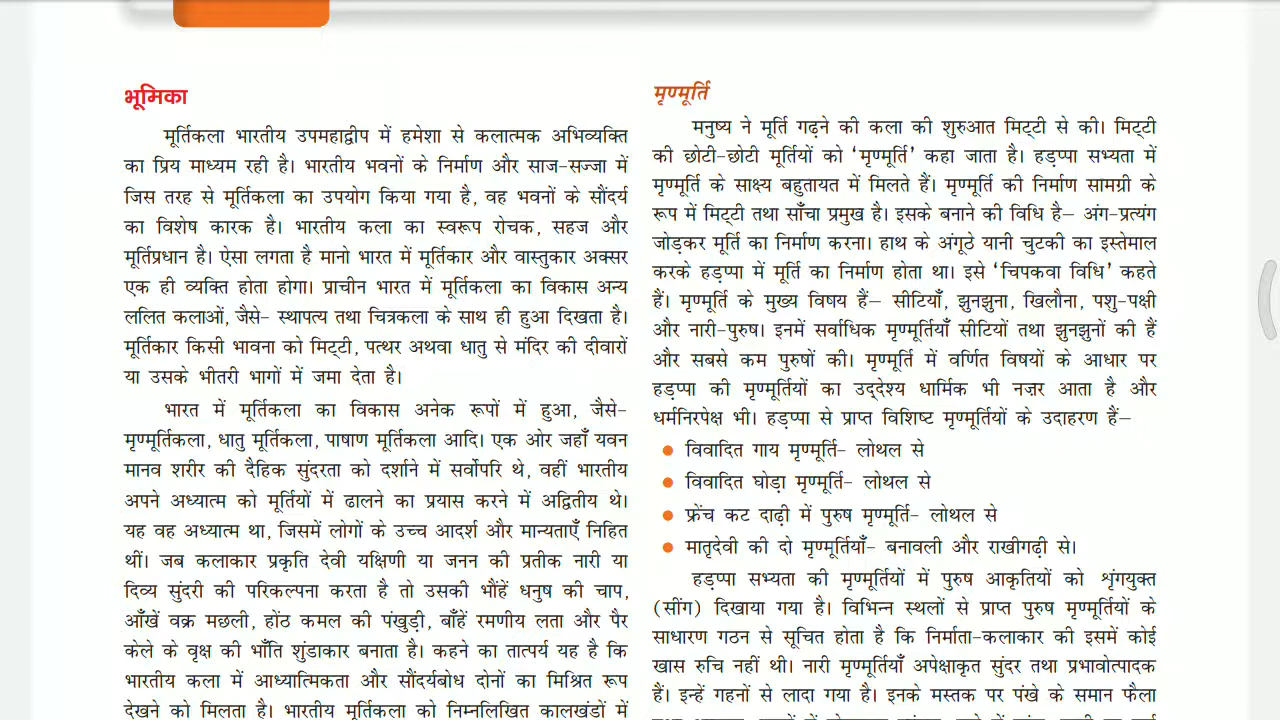 भूमिका
मूर्तिकला भारतीय उपमहाद्वीप में हमेशा से कलात्मक अभिव्यक्ति
का प्रिय माध्यम रही है। भारतीय भवनों के निर्माण और साज-सज्जा में
जिस तरह से मूर्तिकला का उपयोग किया गया है, वह भवनों के सौंदर्य
का विशेष कारक है। भारतीय कला का स्वरूप रोचक, सहज और
मूर्तिप्रधान है। ऐसा लगता है मानो भारत में मूर्तिकार और वास्तुकार अक्सर
एक ही व्यक्ति होता होगा। प्राचीन भारत में मूर्तिकला का विकास अन्य
ललित कलाओं, जैसे- स्थापत्य तथा चित्रकला के साथ ही हुआ दिखता है।
मूर्तिकार किसी भावना को मिट्टी, पत्थर अथवा धातु से मंदिर की दीवारों
या उसके भीतरी भागों में जमा देता है।
भारत में मूर्तिकला का विकास अनेक रूपों में हुआ, जैसे-
मृण्मूर्तिकला, धातु मूर्तिकला, पाषाण मूर्तिकला आदि। एक ओर जहाँ यवन
मानव शरीर की दैहिक सुंदरता को दर्शाने में सर्वोपरि थे, वहीं भारतीय
अपने अध्यात्म को मूर्तियों में ढालने का प्रयास करने में अद्वितीय थे।
यह वह अध्यात्म था, जिसमें लोगों के उच्च आदर्श और मान्यताएँ निहित
थीं। जब कलाकार प्रकृति देवी यक्षिणी या जनन की प्रतीक नारी या
दिव्य सुंदरी की परिकल्पना करता है तो उसकी भौंहें धनुष की चाप,
आँखें वक्र मछली, होंठ कमल की पंखुड़ी, बाँहें रमणीय लता और पैर
केले के वृक्ष की भाँति शुंडाकार बनाता है। कहने का तात्पर्य यह है कि
भारतीय कला में आध्यात्मिकता और सौंदर्यबोध दोनों का मिश्रित रूप
देखने को मिलता है। भारतीय मूर्तिकला को निम्नलिखित कालखंडों में
मृण्मूर्ति
मनुष्य ने मूर्ति गढ़ने की कला की शुरुआत मिट्टी से की। मिट्टी
की छोटी-छोटी मूर्तियों को 'मृण्मूर्ति' कहा जाता है। हड़प्पा सभ्यता में
मृण्मूर्ति के साक्ष्य बहुतायत में मिलते हैं। मृण्मूर्ति की निर्माण सामग्री के
रूप में मिट्टी तथा साँचा प्रमुख है। इसके बनाने की विधि है- अंग-प्रत्यंग
जोड़कर मूर्ति का निर्माण करना। हाथ के अंगूठे यानी चुटकी का इस्तेमाल
करके हड़प्पा में मूर्ति का निर्माण होता था। इसे 'चिपकवा विधि' कहते
हैं। मृण्मूर्ति के मुख्य विषय हैं- सीटियाँ, झुनझुना, खिलौना, पशु-पक्षी
और नारी-पुरुष। इनमें सर्वाधिक मृण्मूर्तियाँ सीटियों तथा झुनझुनों की हैं
और सबसे कम पुरुषों की। मृण्मूर्ति में वर्णित विषयों के आधार पर
हड़प्पा की मृण्मूर्तियों का उद्देश्य धार्मिक भी नज़र आता है और
धर्मनिरपेक्ष भी। हड़प्पा से प्राप्त विशिष्ट मृण्मूर्तियों के उदाहरण हैं-
● विवादित गाय मृण्मूर्ति- लोथल से
● विवादित घोड़ा मृण्मूर्ति- लोथल से
● फ्रेंच कट दाढ़ी में पुरुष मृण्मूर्ति- लोथल से
● मातृदेवी की दो मृण्मूर्तियाँ- बनावली और राखीगढ़ी से।
हड़प्पा सभ्यता की मृण्मूर्तियों में पुरुष आकृतियों को शृंगयुक्त
(सींग) दिखाया गया है। विभिन्न स्थलों से प्राप्त पुरुष मृण्मूर्तियों के
साधारण गठन से सूचित होता है कि निर्माता-कलाकार की इसमें कोई
खास रुचि नहीं थी। नारी मृण्मूर्तियाँ अपेक्षाकृत सुंदर तथा प्रभावोत्पादक
हैं। इन्हें गहनों से लादा गया है। इनके मस्तक पर पंखे के समान फैला